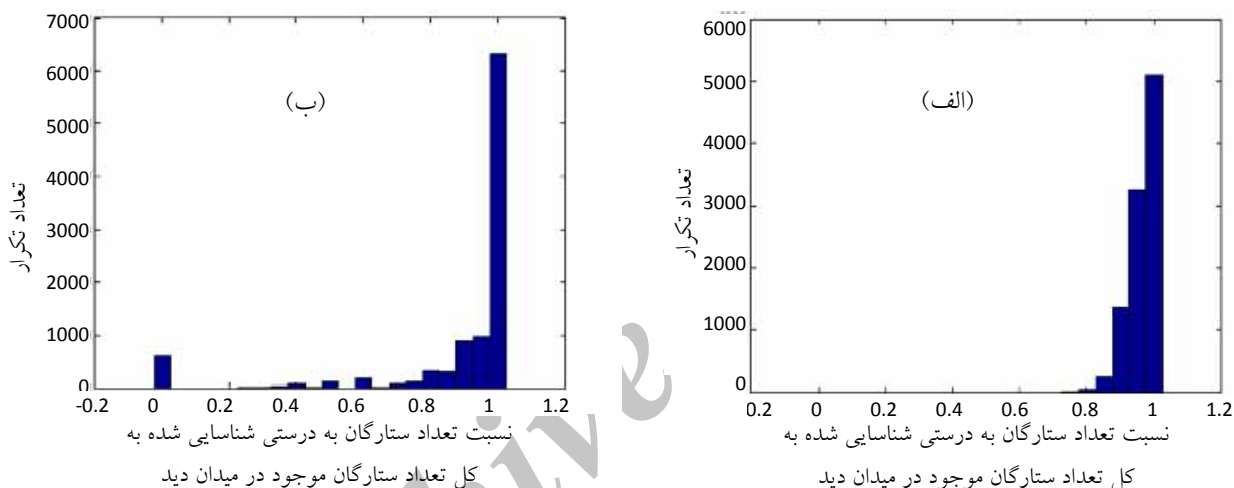 7000
6000
5000
4000
3000
2000
1000
0
-0.2 0 0.2 0.4 0.6 0.8 1 1.2
(ب)
تعداد تکرار
نسبت تعداد ستارگان به درستی شناسایی شده به
کل تعداد ستارگان موجود در میدان دید
6000
5000
4000
3000
2000
1000
0
0.2 0 0.2 0.4 0.6 0.8 1 1.2
(الف)
تعداد تکرار
نسبت تعداد ستارگان به درستی شناسایی شده به
کل تعداد ستارگان موجود در میدان دید